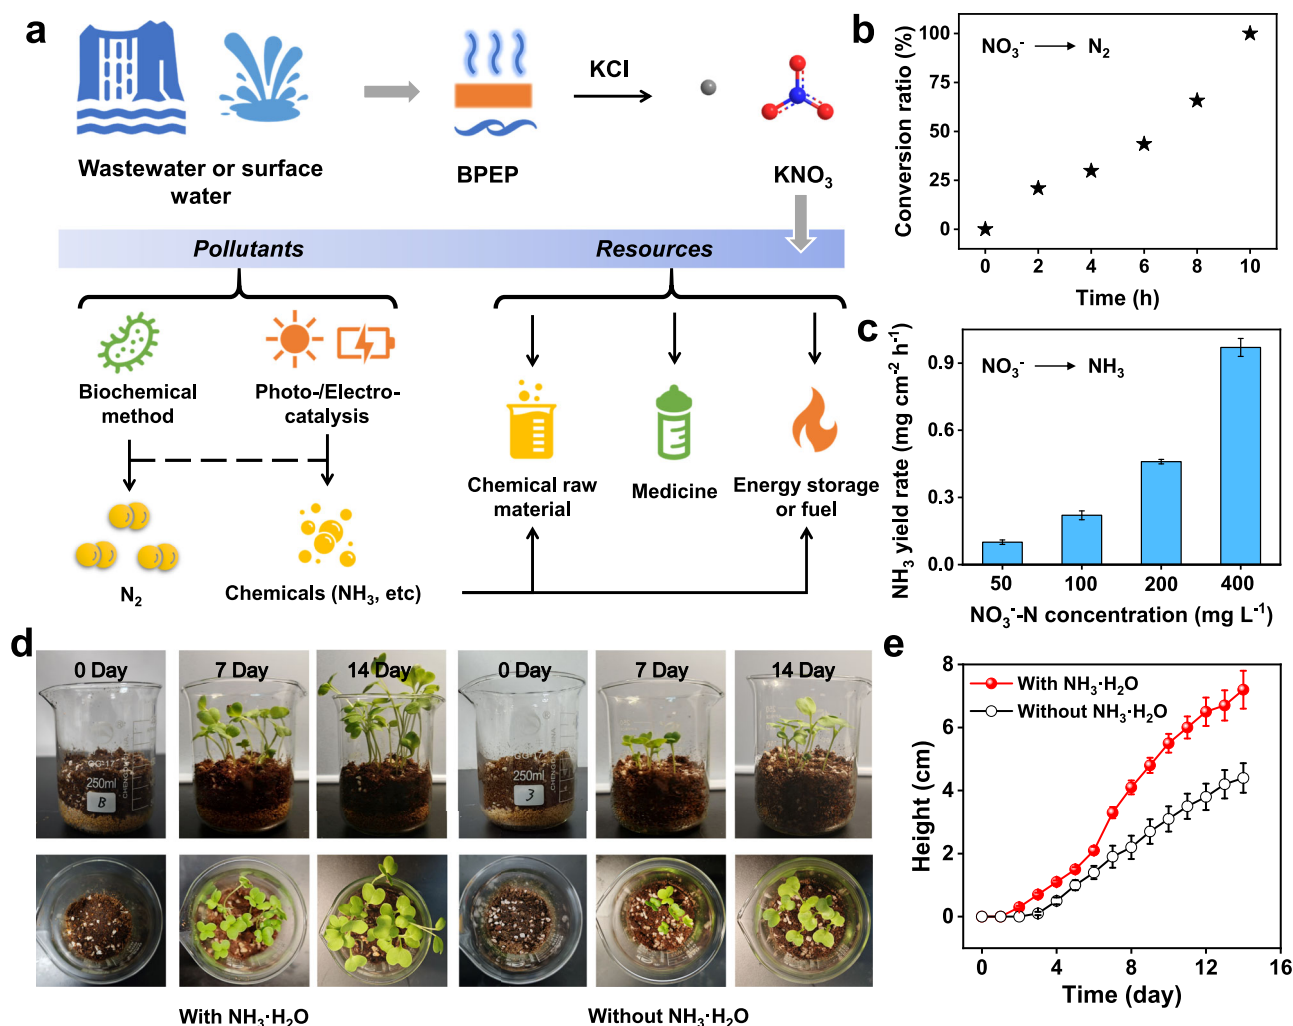 a
Wastewater or surface
water
BPEP
KCl
KNO₃
Pollutants
Resources
Biochemical
method
Photo-/Electro-
catalysis
N₂
Chemicals (NH₃, etc)
Chemical raw
material
Medicine
Energy storage
or fuel
b
NO₃⁻ → N₂
Conversion ratio (%)
100
75
50
25
0
0 2 4 6 8 10
Time (h)
c
NO₃⁻ → NH₃
NH₃ yield rate (mg cm⁻² h⁻¹)
0.9
0.6
0.3
0.0
50 100 200 400
NO₃⁻-N concentration (mg L⁻¹)
d
0 Day
7 Day
14 Day
0 Day
7 Day
14 Day
250ml
B
250ml
3
With NH₃·H₂O
Without NH₃·H₂O
e
With NH₃·H₂O
Without NH₃·H₂O
Height (cm)
8
6
4
2
0
0 4 8 12 16
Time (day)